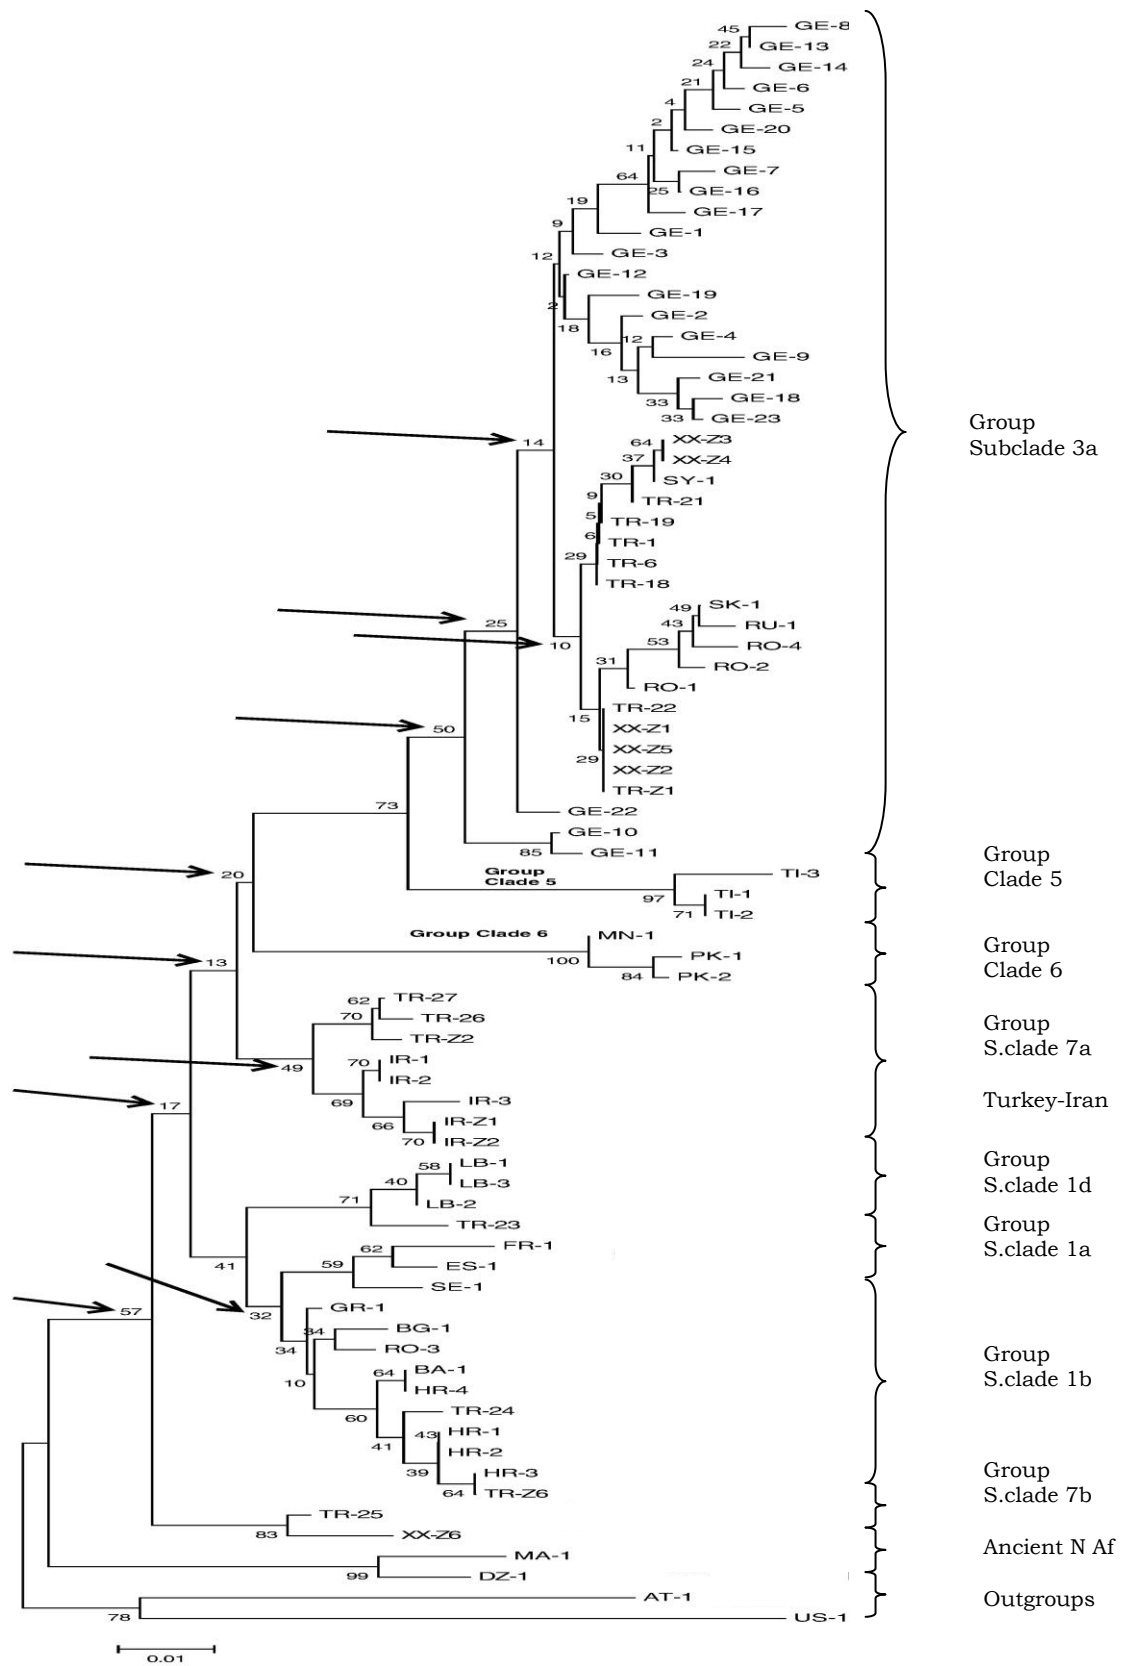 45
GE-8
22
GE-13
24
GE-14
21
GE-6
4
GE-5
2
GE-20
11
GE-15
64
GE-7
25
GE-16
19
GE-17
9
GE-1
12
GE-3
GE-12
2
GE-19
18
GE-2
12
GE-4
16
GE-9
13
GE-21
33
GE-18
33
GE-23
Group
Subclade 3a
14
64
XX-Z3
37
XX-Z4
30
SY-1
9
TR-21
5
TR-19
6
TR-1
29
TR-6
TR-18
49
SK-1
25
43
RU-1
10
53
RO-4
31
RO-2
RO-1
15
TR-22
50
XX-Z1
29
XX-Z5
XX-Z2
TR-Z1
73
GE-22
GE-10
85
GE-11
Group
Clade 5
20
Group
Clade 5
TI-3
97
TI-1
71
TI-2
Group Clade 6
MN-1
100
PK-1
84
PK-2
Group
Clade 6
13
62
TR-27
70
TR-26
TR-Z2
Group
S.clade 7a
49
70
IR-1
IR-2
69
IR-3
66
IR-Z1
70
IR-Z2
Turkey-Iran
17
58
LB-1
40
LB-3
71
LB-2
TR-23
Group
S.clade 1d
41
62
FR-1
59
ES-1
SE-1
Group
S.clade 1a
32
57
GR-1
34
BG-1
34
RO-3
10
64
BA-1
HR-4
60
TR-24
41
43
HR-1
HR-2
39
HR-3
64
TR-Z6
Group
S.clade 1b
Group
S.clade 7b
TR-25
83
XX-Z6
MA-1
99
DZ-1
Ancient N Af
AT-1
78
US-1
Outgroups
0.01